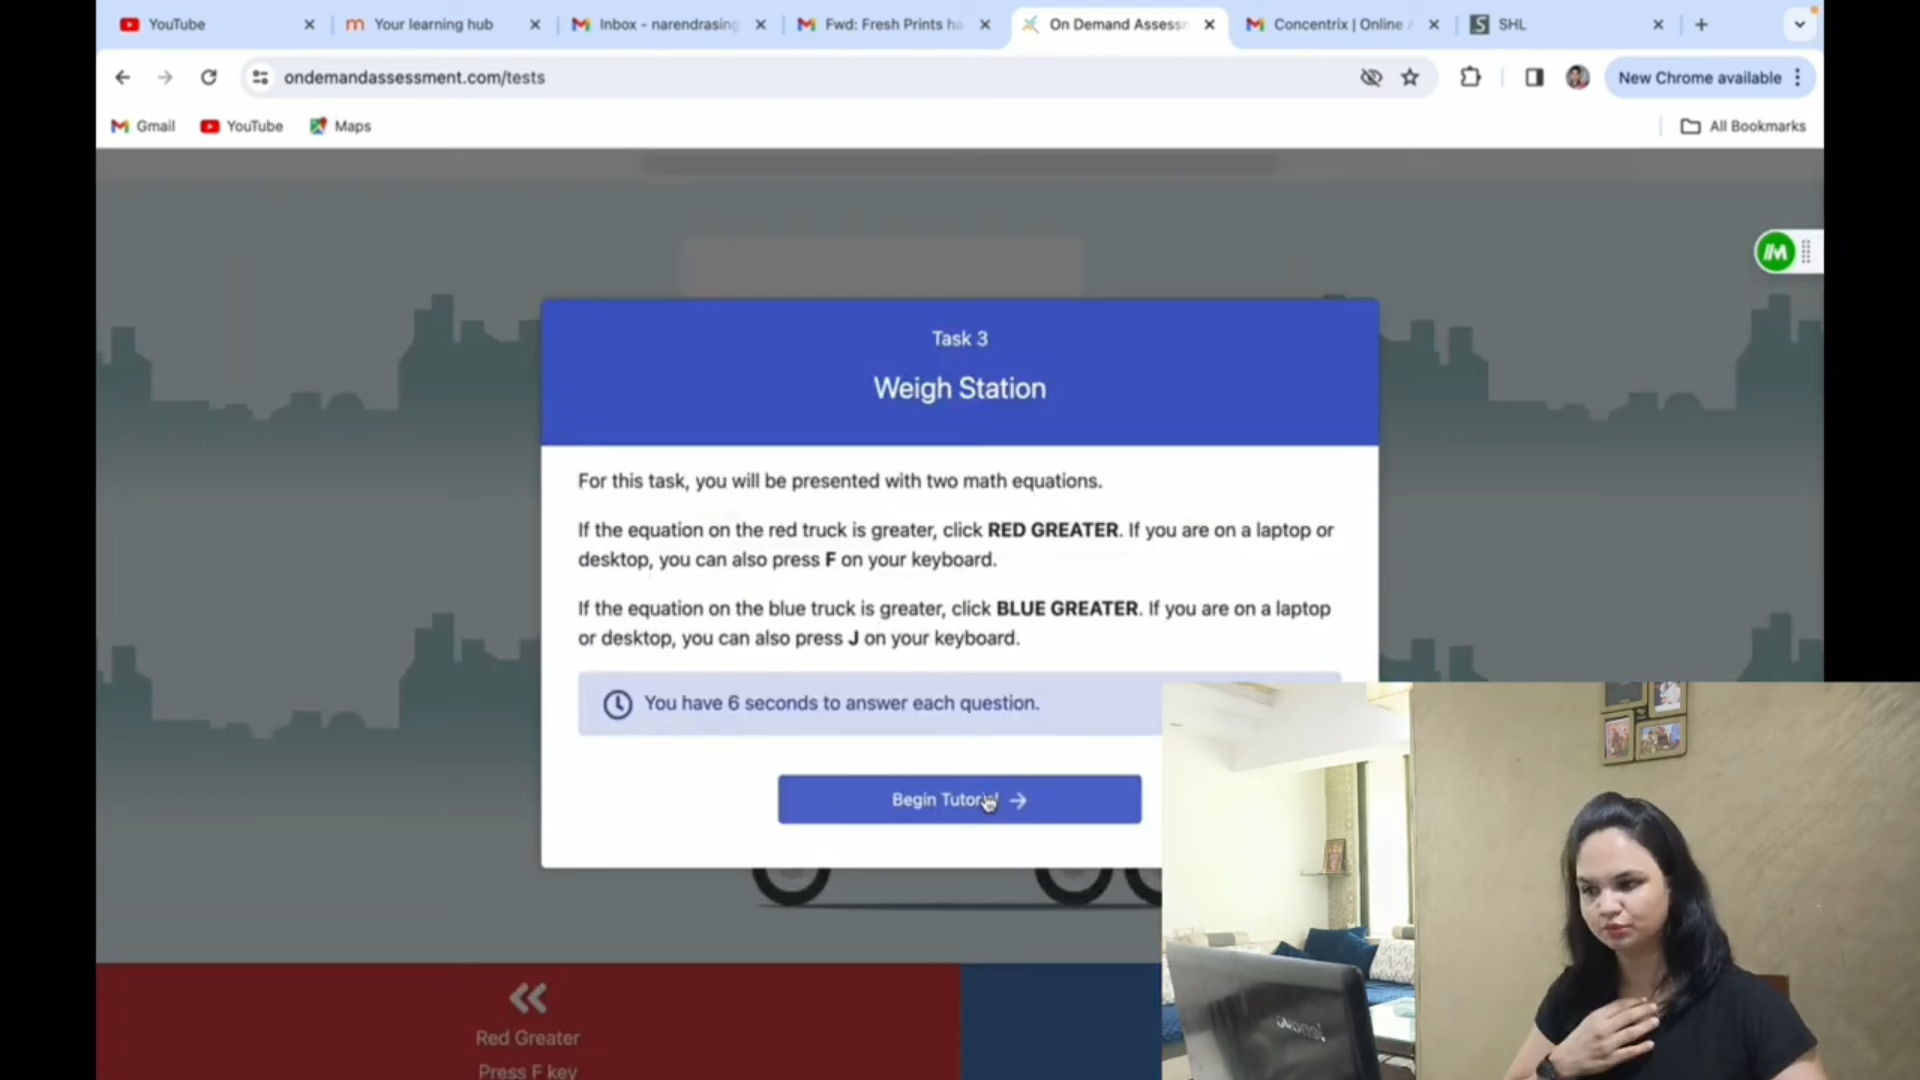 YouTube
Your learning hub
Inbox - narendrasing
Fwd: Fresh Prints ha
On Demand Assessn
Concentrix | Online
SHL
ondemandassessment.com/tests
New Chrome available
Gmail
YouTube
Maps
All Bookmarks
Task 3
Weigh Station
For this task, you will be presented with two math equations.
If the equation on the red truck is greater, click RED GREATER. If you are on a laptop or
desktop, you can also press F on your keyboard.
If the equation on the blue truck is greater, click BLUE GREATER. If you are on a laptop
or desktop, you can also press J on your keyboard.
You have 6 seconds to answer each question.
Begin Tutorial
Red Greater
Press F key
lenovo